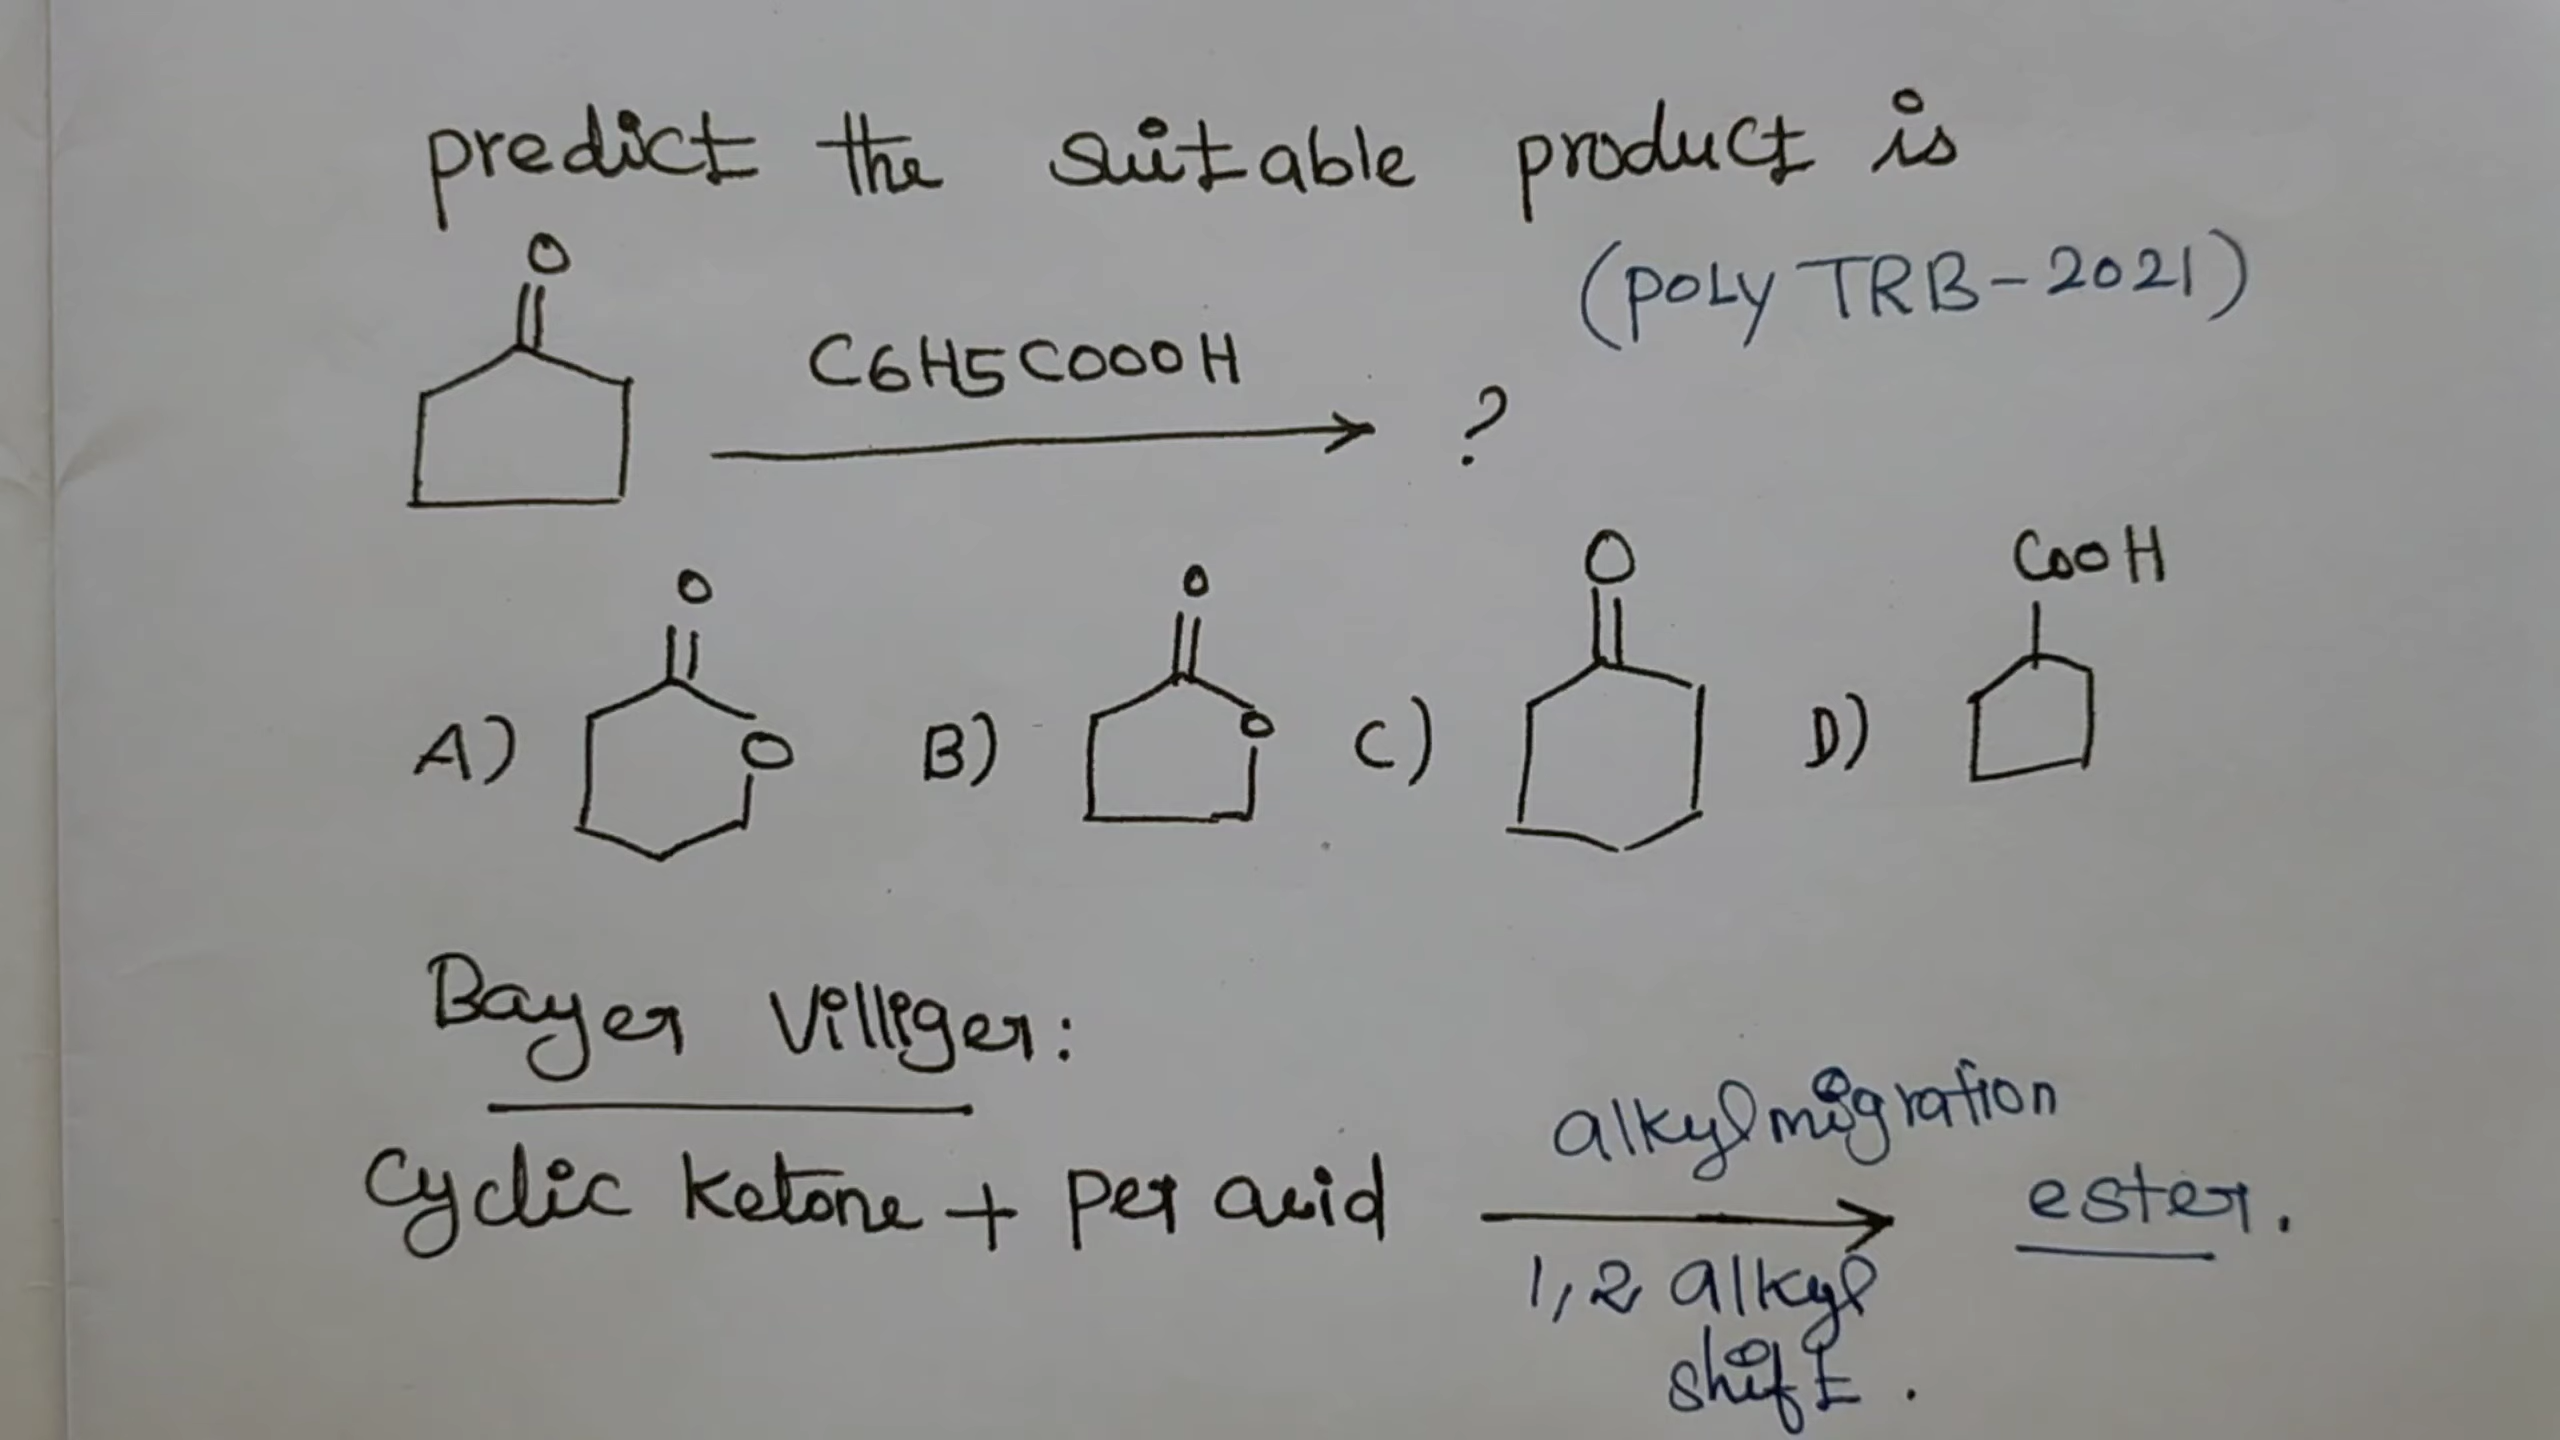 predict the suitable product is
(POLY TRB-2021)
O
C6H5COOOH
?
A) O O
B) O O
C) O
D) COOH
Bayer Villiger:
Cyclic Ketone + Per acid
alkyl migration
1,2 alkyl
shift.
ester.